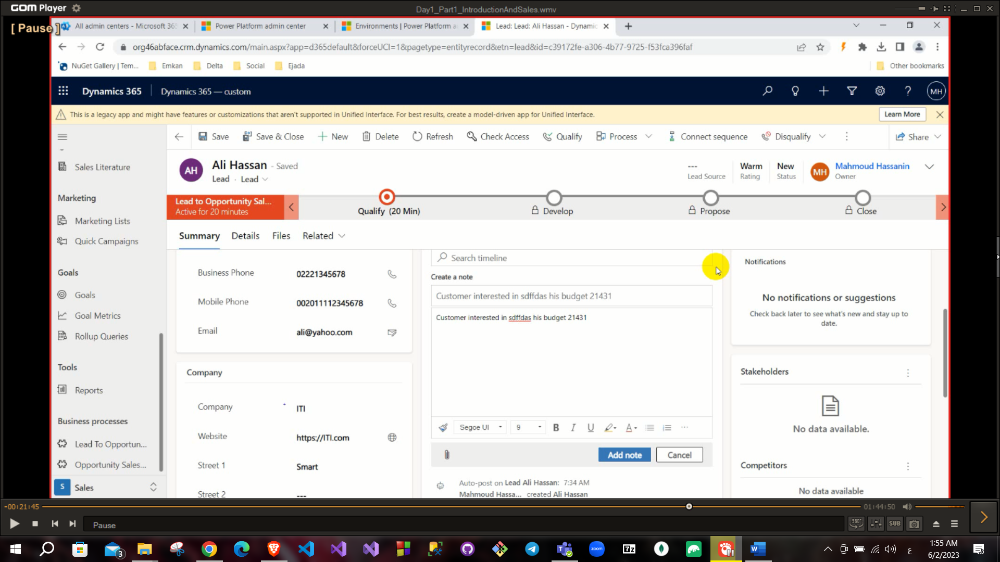 GOM Player
Day1_Part1_IntroductionAndSales.wmv
[ Pause ]
All admin centers - Microsoft 365
Power Platform admin center
Environments | Power Platform a
Lead: Lead: Ali Hassan - Dynamic
org46abface.crm.dynamics.com/main.aspx?app=d365default&forceUCI=1&pagetype=entityrecord&etn=lead&id=c39172fe-a306-4b77-9725-f53fca396faf
NuGet Gallery | Tem...
Emkan
Delta
Social
Ejada
Other bookmarks
Dynamics 365
Dynamics 365 — custom
MH
This is a legacy app and might have features or customizations that aren't supported in Unified Interface. For best results, create a model-driven app for Unified Interface.
Learn More
Save
Save & Close
New
Delete
Refresh
Check Access
Qualify
Process
Connect sequence
Disqualify
Share
Sales Literature
Marketing
Marketing Lists
Quick Campaigns
Goals
Goals
Goal Metrics
Rollup Queries
Tools
Reports
Business processes
Lead To Opportun...
Opportunity Sales...
S
Sales
AH
Ali Hassan - Saved
Lead · Lead
---
Lead Source
Warm
Rating
New
Status
MH
Mahmoud Hassanin
Owner
Lead to Opportunity Sal...
Active for 20 minutes
Qualify (20 Min)
Develop
Propose
Close
Summary
Details
Files
Related
Business Phone
02221345678
Mobile Phone
002011112345678
Email
ali@yahoo.com
Company
Company
ITI
Website
https://ITI.com
Street 1
Smart
Street 2
---
Search timeline
Create a note
Customer interested in sdffdas his budget 21431
Customer interested in sdffdas his budget 21431
Segoe UI
9
B
I
U
A
Add note
Cancel
Auto-post on Lead Ali Hassan: 7:34 AM
Mahmoud Hassa... created Ali Hassan
Notifications
No notifications or suggestions
Check back later to see what's new and stay up to
date.
Stakeholders
No data available.
Competitors
No data available
-00:21:45
01:44:50
Pause
360°
SUB
3
zoom
7z
W
ع
1:55 AM
6/2/2023